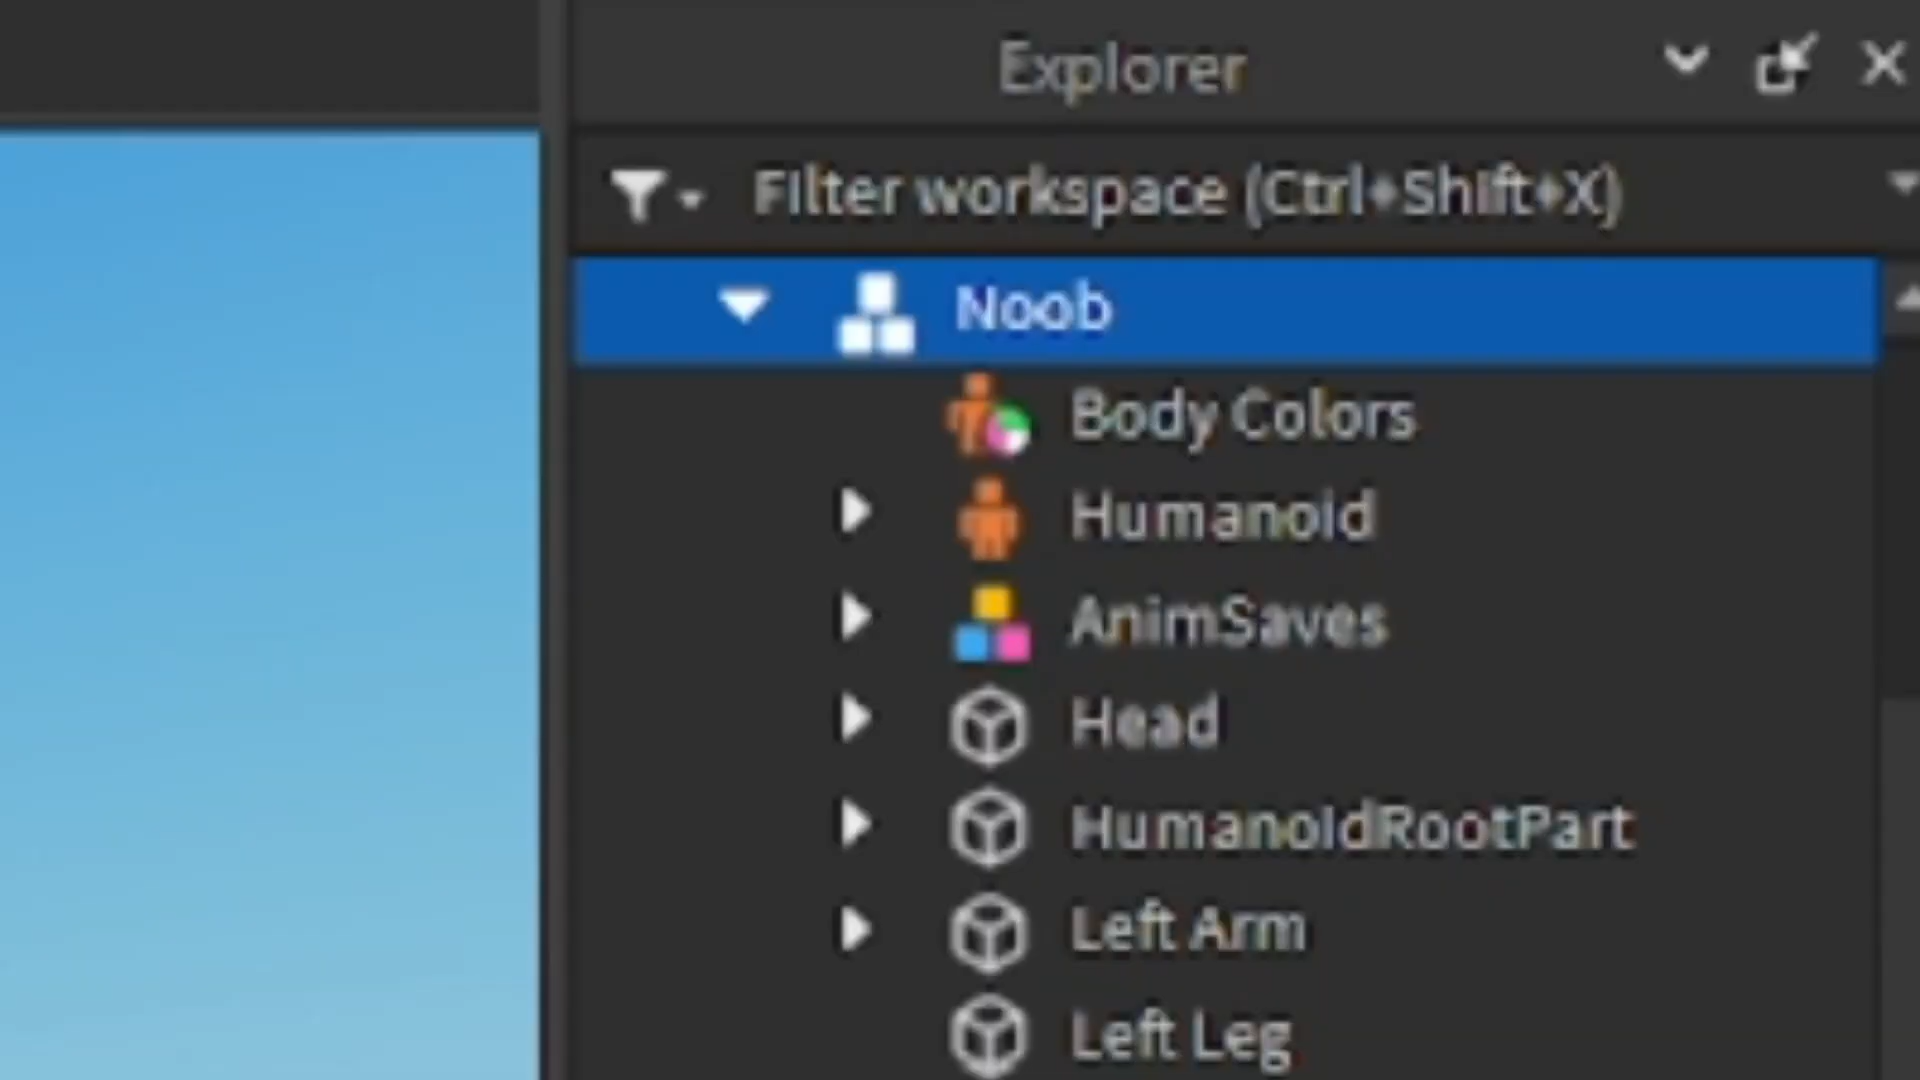 Explorer
Filter workspace (Ctrl+Shift+X)
Noob
Body Colors
Humanoid
AnimSaves
Head
HumanoidRootPart
Left Arm
Left Leg